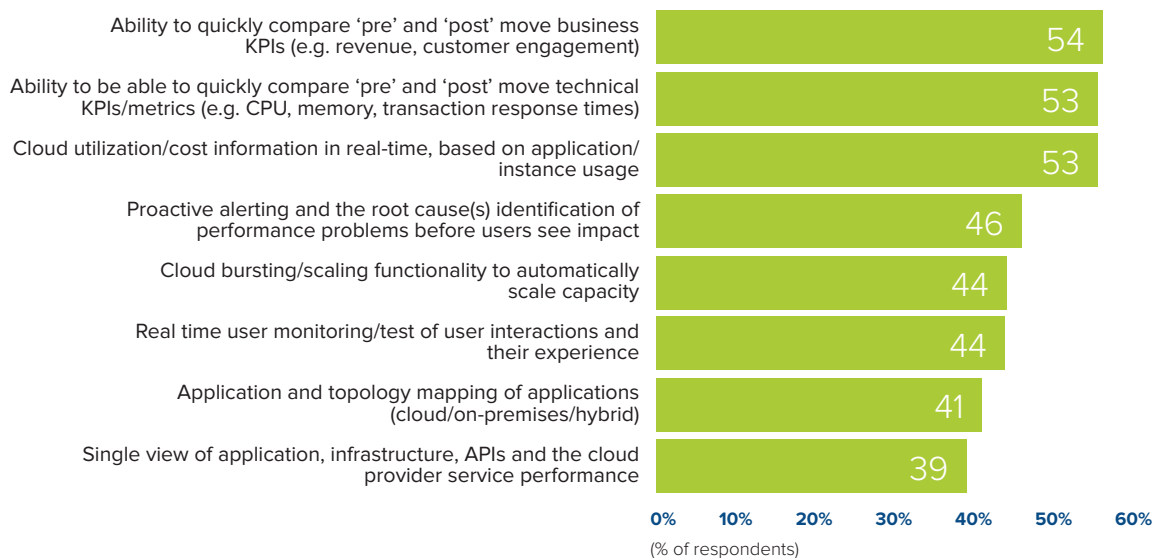 Ability to quickly compare ‘pre’ and ‘post’ move business
KPIs (e.g. revenue, customer engagement)
54
Ability to be able to quickly compare ‘pre’ and ‘post’ move technical
KPIs/metrics (e.g. CPU, memory, transaction response times)
53
Cloud utilization/cost information in real-time, based on application/
instance usage
53
Proactive alerting and the root cause(s) identification of
performance problems before users see impact
46
Cloud bursting/scaling functionality to automatically
scale capacity
44
Real time user monitoring/test of user interactions and
their experience
44
Application and topology mapping of applications
(cloud/on-premises/hybrid)
41
Single view of application, infrastructure, APIs and the cloud
provider service performance
39
0% 10% 20% 30% 40% 50% 60%
(% of respondents)